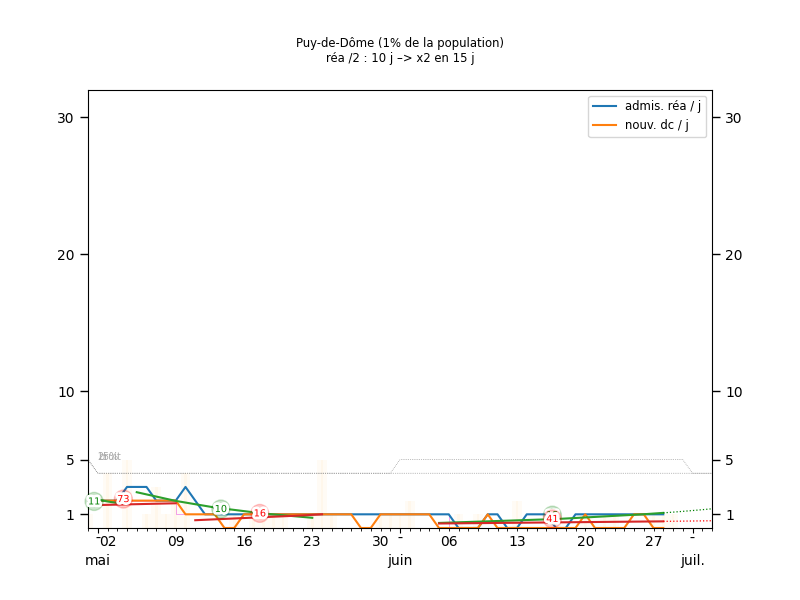 Puy-de-Dôme (1% de la population)
réa /2 : 10 j –> x2 en 15 j
admis. réa / j
nouv. dc / j
30 30
20 20
10 10
5 5
1 1
11 73 10 16 41
02 09 16 23 30 06 13 20 27
mai juin juil.